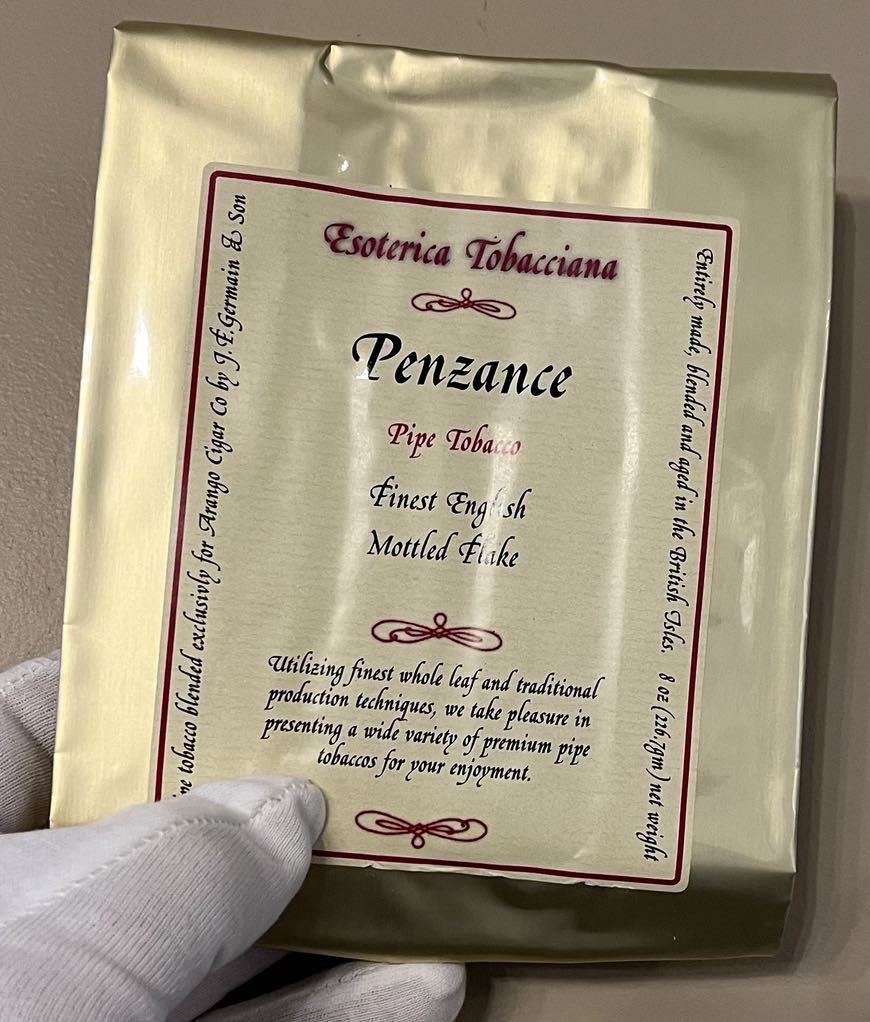 Esoterica Tobacciana
Penzance
Pipe Tobacco
Finest English
Mottled Flake
Utilizing finest whole leaf and traditional
production techniques, we take pleasure in
presenting a wide variety of premium pipe
tobaccos for your enjoyment.
tobacco blended exclusivly for Arango Cigar Co by J.F.Germain & Son
Entirely made, blended and aged in the British Isles. 8 oz (226.7gm) net weight